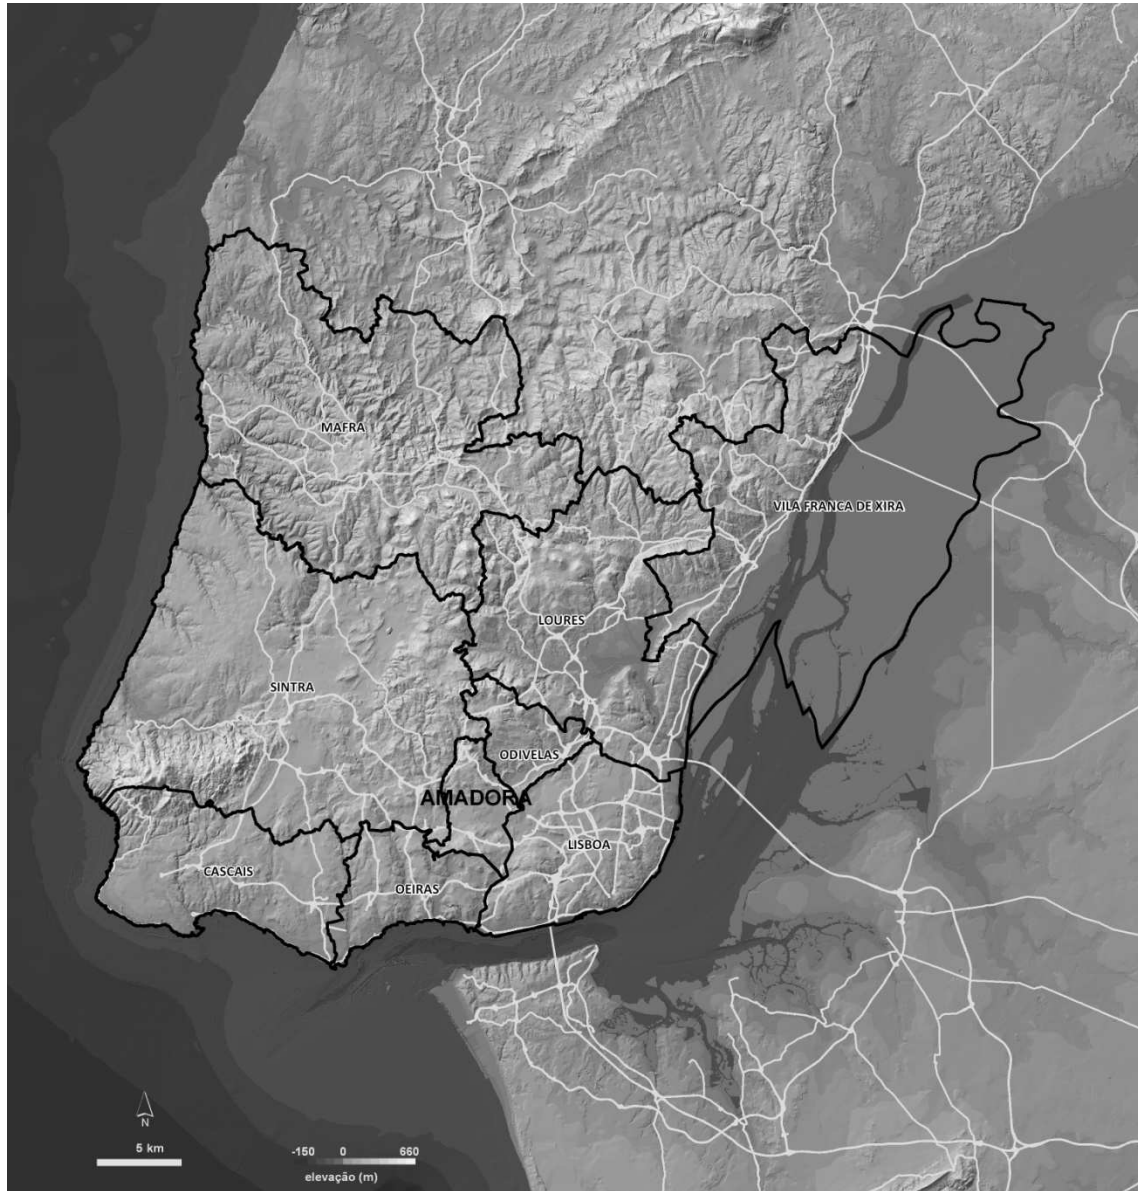 MAFRA
VILA FRANCA DE XIRA
LOURES
SINTRA
ODIVELAS
AMADORA
LISBOA
CASCAIS
OEIRAS
N
5 km
-150 0 660
elevação (m)